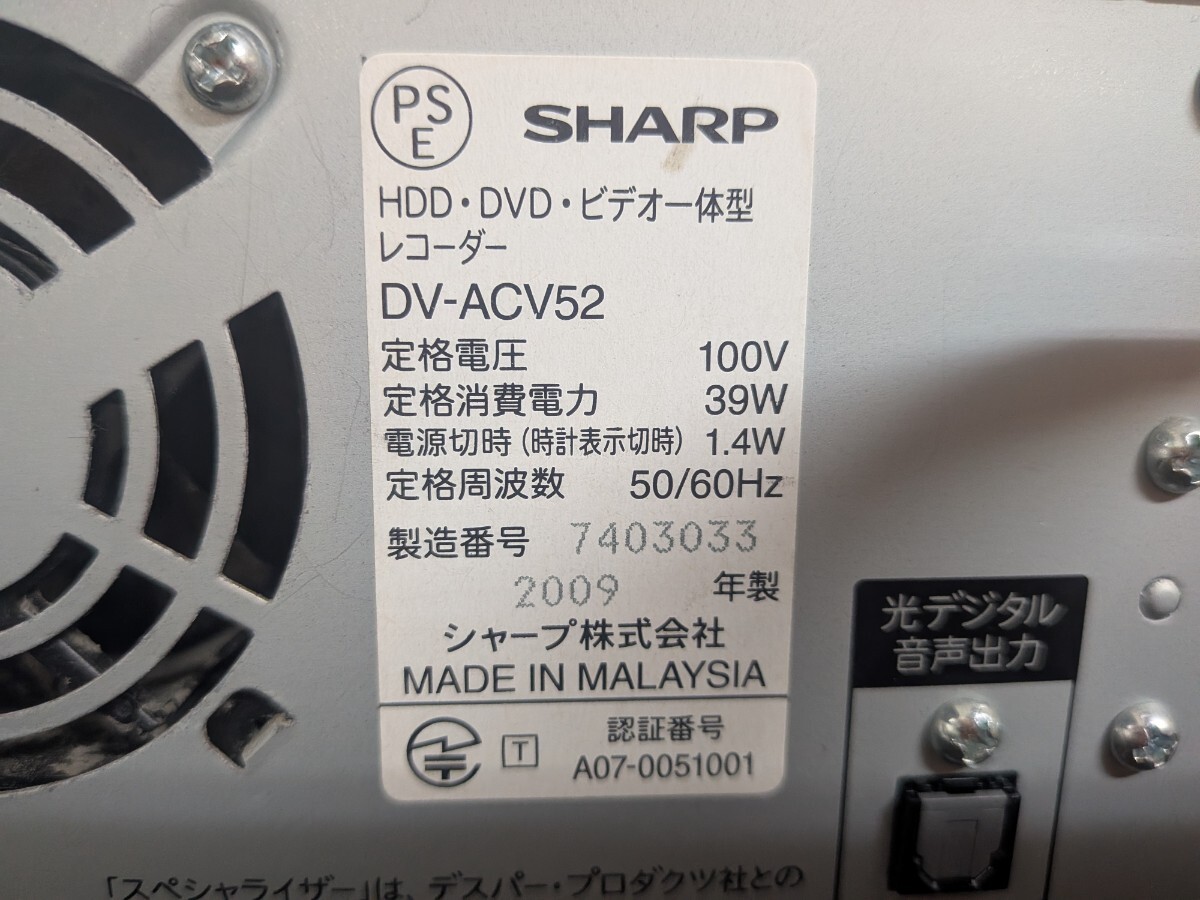 PSE
SHARP
HDD・DVD・ビデオ一体型
レコーダー
DV-ACV52
定格電圧 100V
定格消費電力 39W
電源切時（時計表示切時） 1.4W
定格周波数 50/60Hz
製造番号 7403033
2009 年製
シャープ株式会社
MADE IN MALAYSIA
T 認証番号
A07-0051001
光デジタル
音声出力
「スペシャライザー」は、デスパー・プロダクツ社との